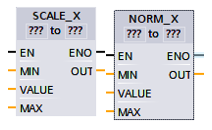 SCALE_X
??? to ???
EN ENO
MIN OUT
VALUE
MAX
NORM_X
??? to ???
EN ENO
MIN OUT
VALUE
MAX